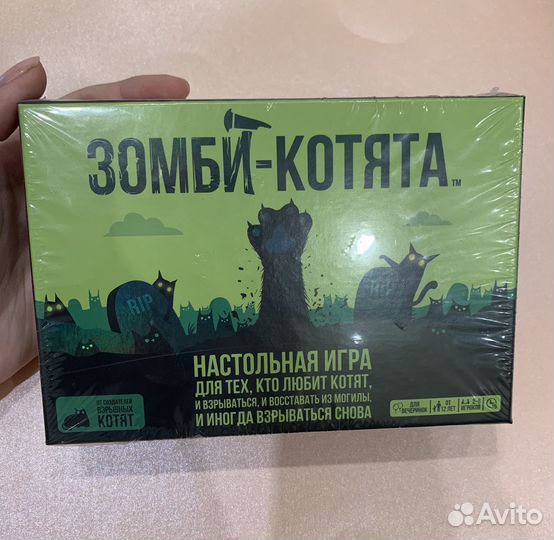 ЗОМБИ-КОТЯТА™
RIP
RIP
НАСТОЛЬНАЯ ИГРА
ДЛЯ ТЕХ, КТО ЛЮБИТ КОТЯТ,
И ВЗРЫВАТЬСЯ, И ВОССТАВАТЬ ИЗ МОГИЛЫ,
И ИНОГДА ВЗРЫВАТЬСЯ СНОВА
ОТ СОЗДАТЕЛЕЙ
ВЗРЫВНЫХ
КОТЯТ
ДЛЯ
ВЕЧЕРИНОК
ОТ
12 ЛЕТ
ИГРОКОВ
Avito